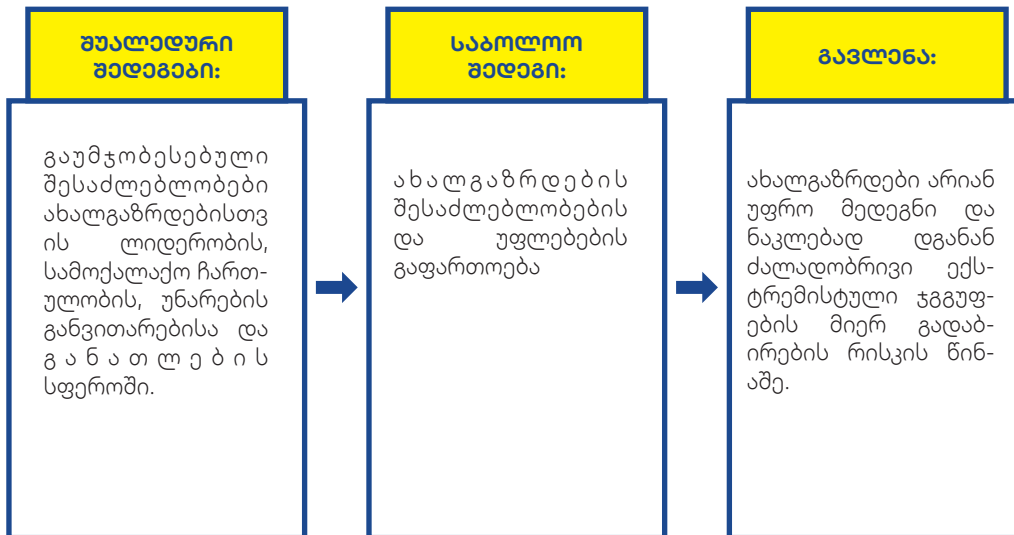 შუალედური
შედეგები:
გაუმჯობესებული
შესაძლებლობები
ახალგაზრდებისთვ
ის ლიდერობის,
სამოქალაქო ჩართ-
ულობის, უნარების
განვითარებისა და
განათლების
სფეროში.
საბოლოო
შედეგი:
ახალგაზრდების
შესაძლებლობების
და უფლებების
გაფართოება
გავლენა:
ახალგაზრდები არიან
უფრო მედეგნი და
ნაკლებად დგანან
ძალადობრივი ექს-
ტრემისტული ჯგგუფ-
ების მიერ გადაბ-
ირების რისკის წინ-
აშე.